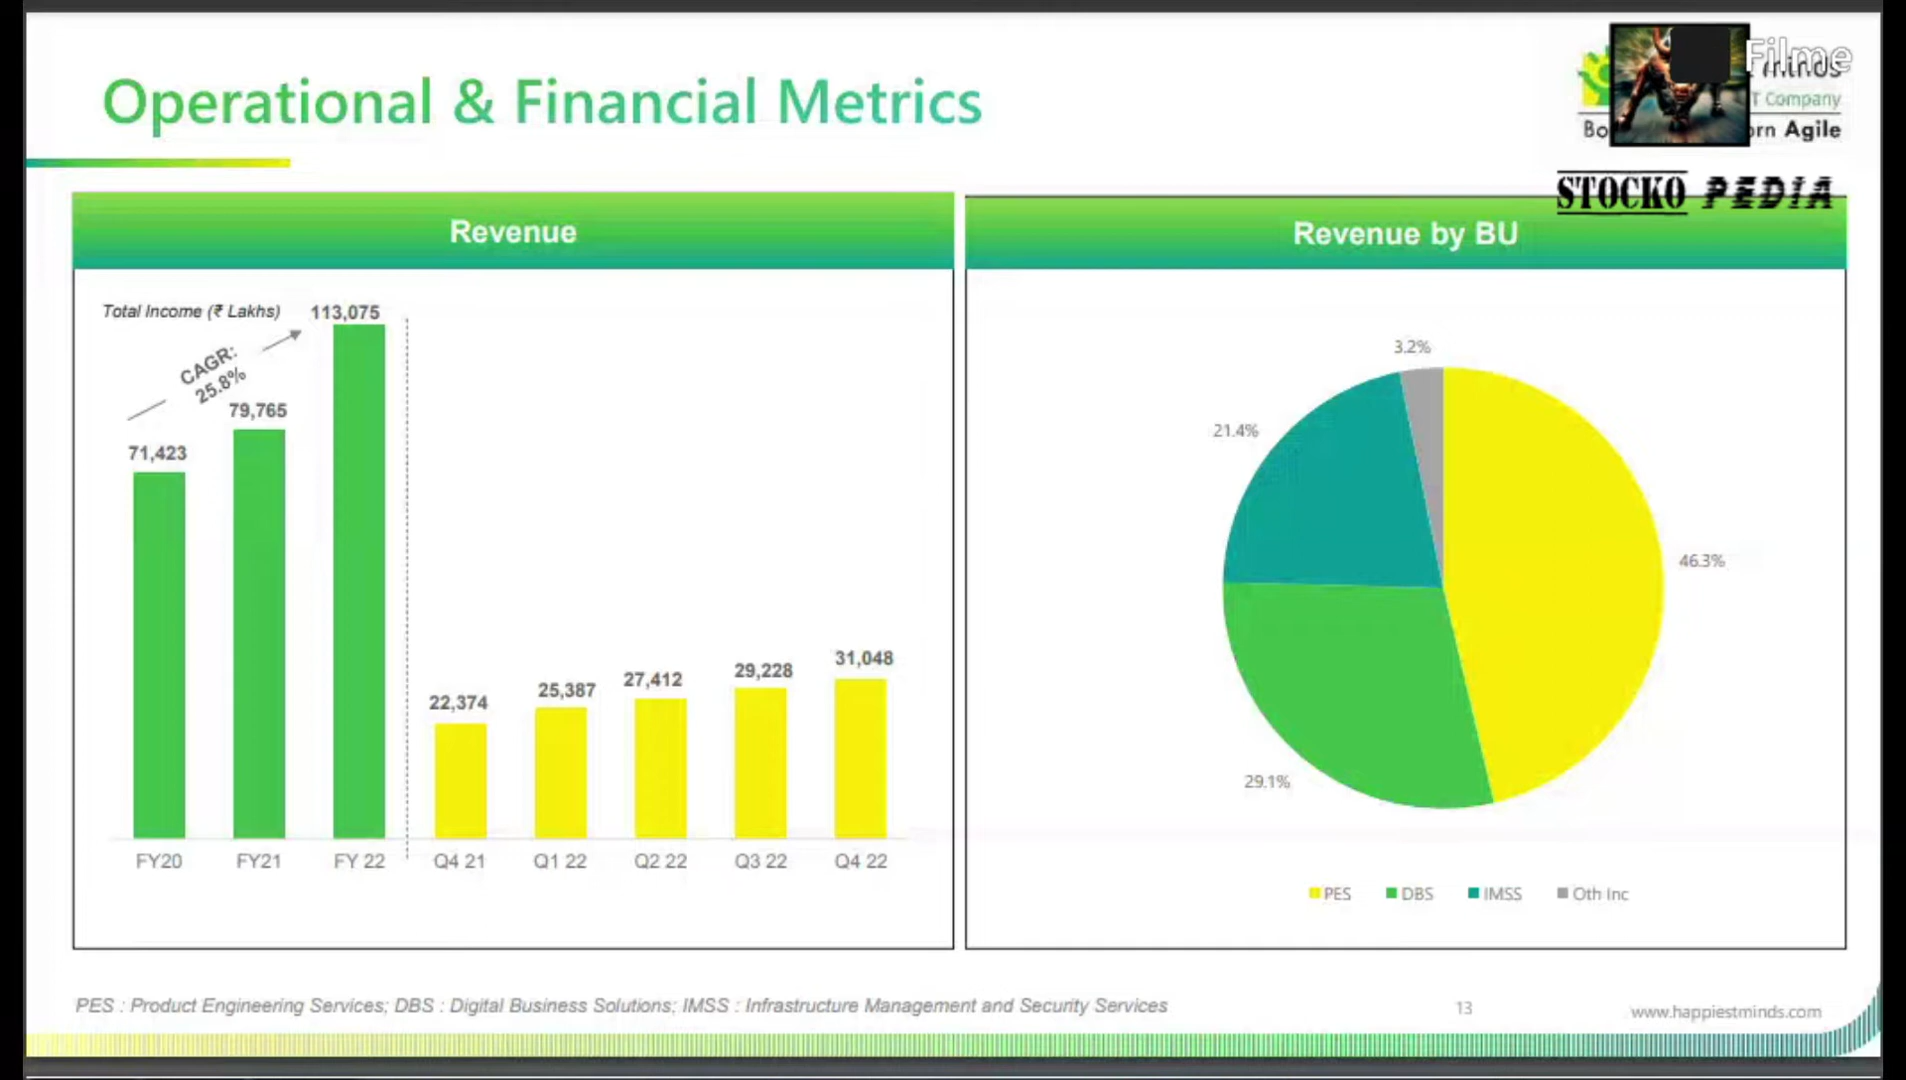 Operational & Financial Metrics
Filme
minds
IT Company
orn Agile
STOCKO PEDIA
Revenue
Total Income (₹ Lakhs)
CAGR:
25.8%
71,423
79,765
113,075
22,374
25,387
27,412
29,228
31,048
FY20
FY21
FY 22
Q4 21
Q1 22
Q2 22
Q3 22
Q4 22
Revenue by BU
3.2%
21.4%
46.3%
29.1%
PES
DBS
IMSS
Oth Inc
PES : Product Engineering Services; DBS : Digital Business Solutions; IMSS : Infrastructure Management and Security Services
13
www.happiestminds.com